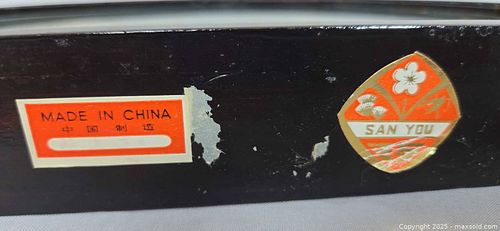 MADE IN CHINA
中国制造
SAN YOU
Copyright 2025 - maxsold.com